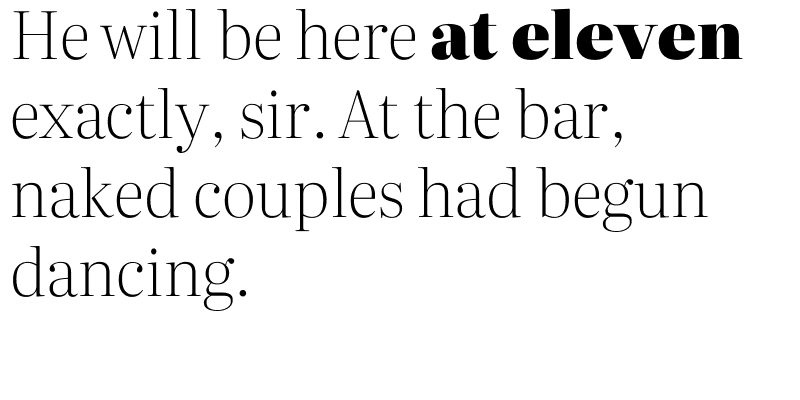 He will be here at eleven
exactly, sir. At the bar,
naked couples had begun
dancing.